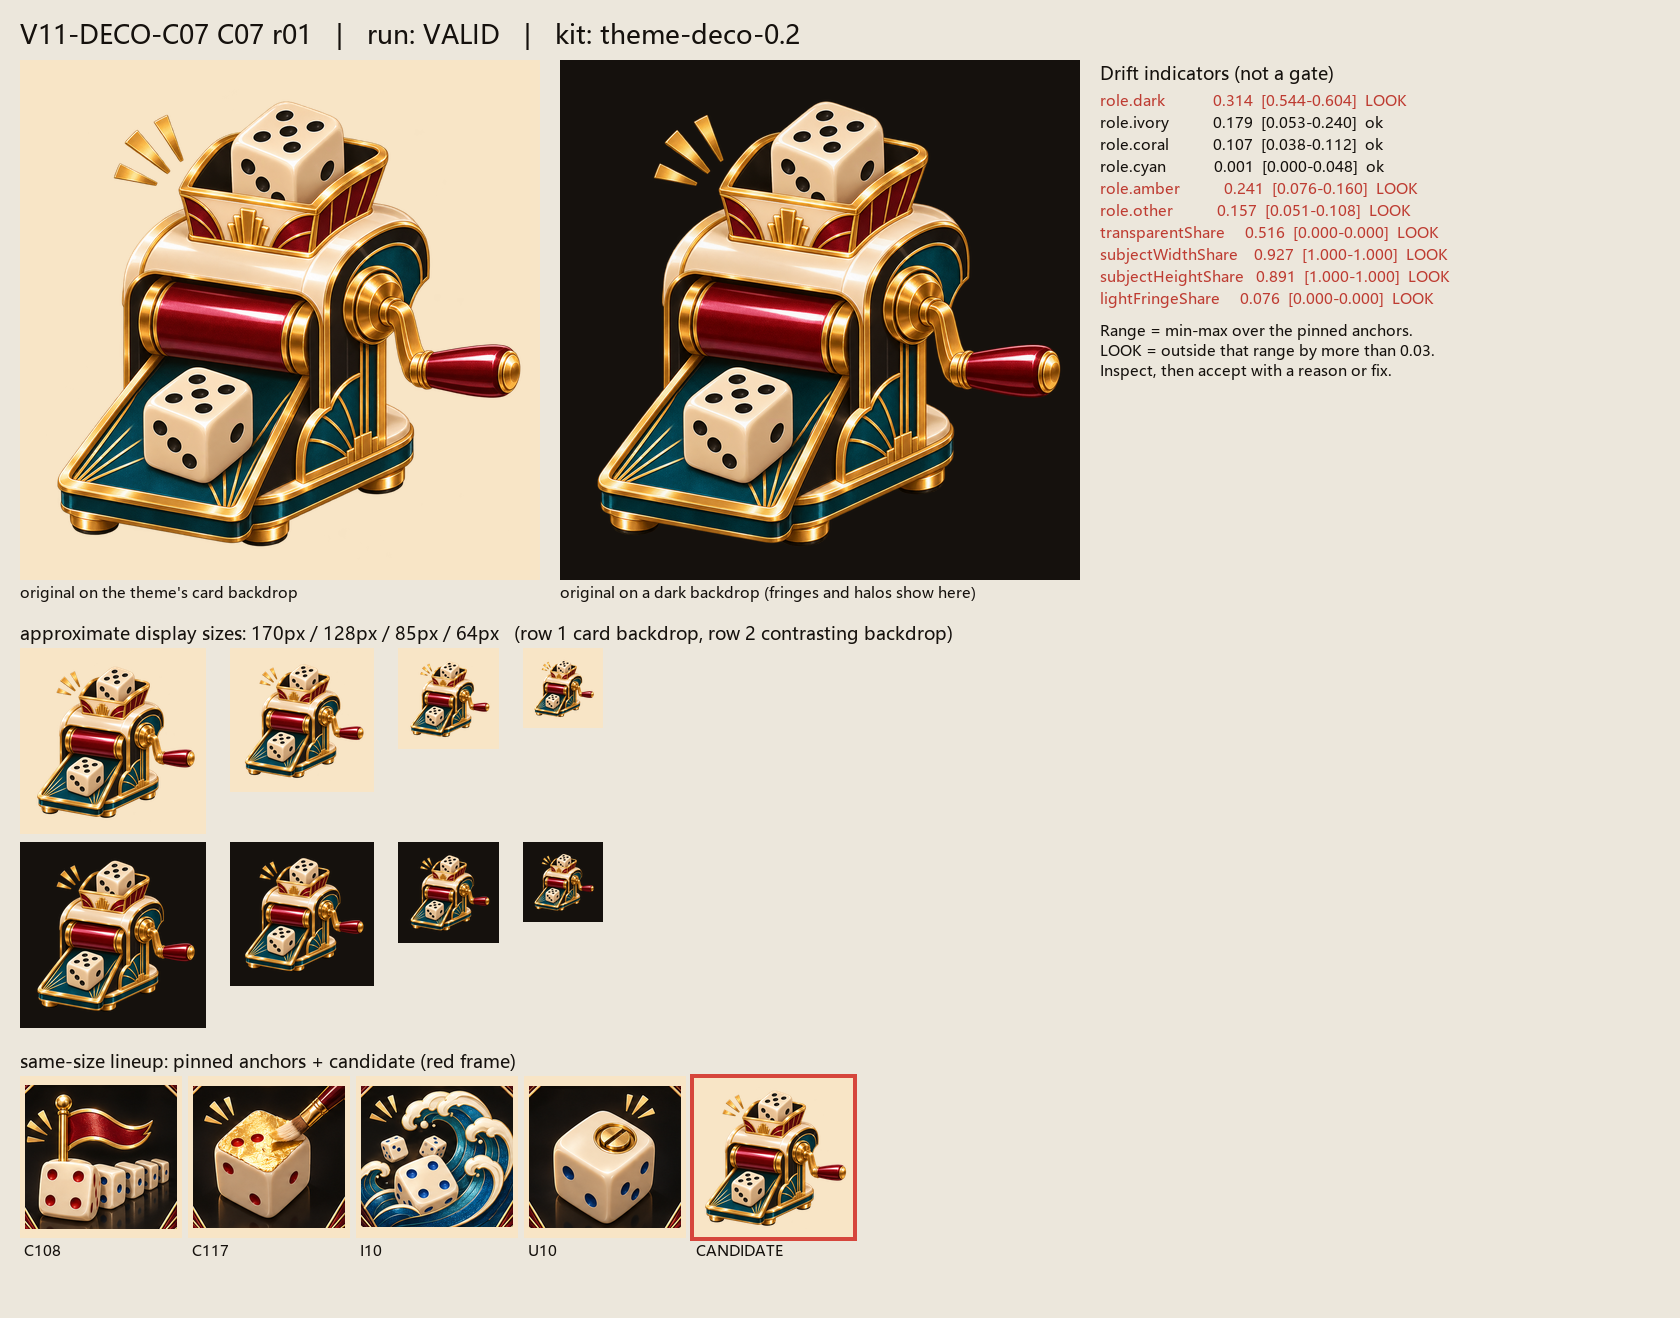 V11-DECO-C07 C07 r01 | run: VALID | kit: theme-deco-0.2
Drift indicators (not a gate)
role.dark 0.314 [0.544-0.604] LOOK
role.ivory 0.179 [0.053-0.240] ok
role.coral 0.107 [0.038-0.112] ok
role.cyan 0.001 [0.000-0.048] ok
role.amber 0.241 [0.076-0.160] LOOK
role.other 0.157 [0.051-0.108] LOOK
transparentShare 0.516 [0.000-0.000] LOOK
subjectWidthShare 0.927 [1.000-1.000] LOOK
subjectHeightShare 0.891 [1.000-1.000] LOOK
lightFringeShare 0.076 [0.000-0.000] LOOK
Range = min-max over the pinned anchors.
LOOK = outside that range by more than 0.03.
Inspect, then accept with a reason or fix.
original on the theme's card backdrop
original on a dark backdrop (fringes and halos show here)
approximate display sizes: 170px / 128px / 85px / 64px (row 1 card backdrop, row 2 contrasting backdrop)
same-size lineup: pinned anchors + candidate (red frame)
C108
C117
I10
U10
CANDIDATE